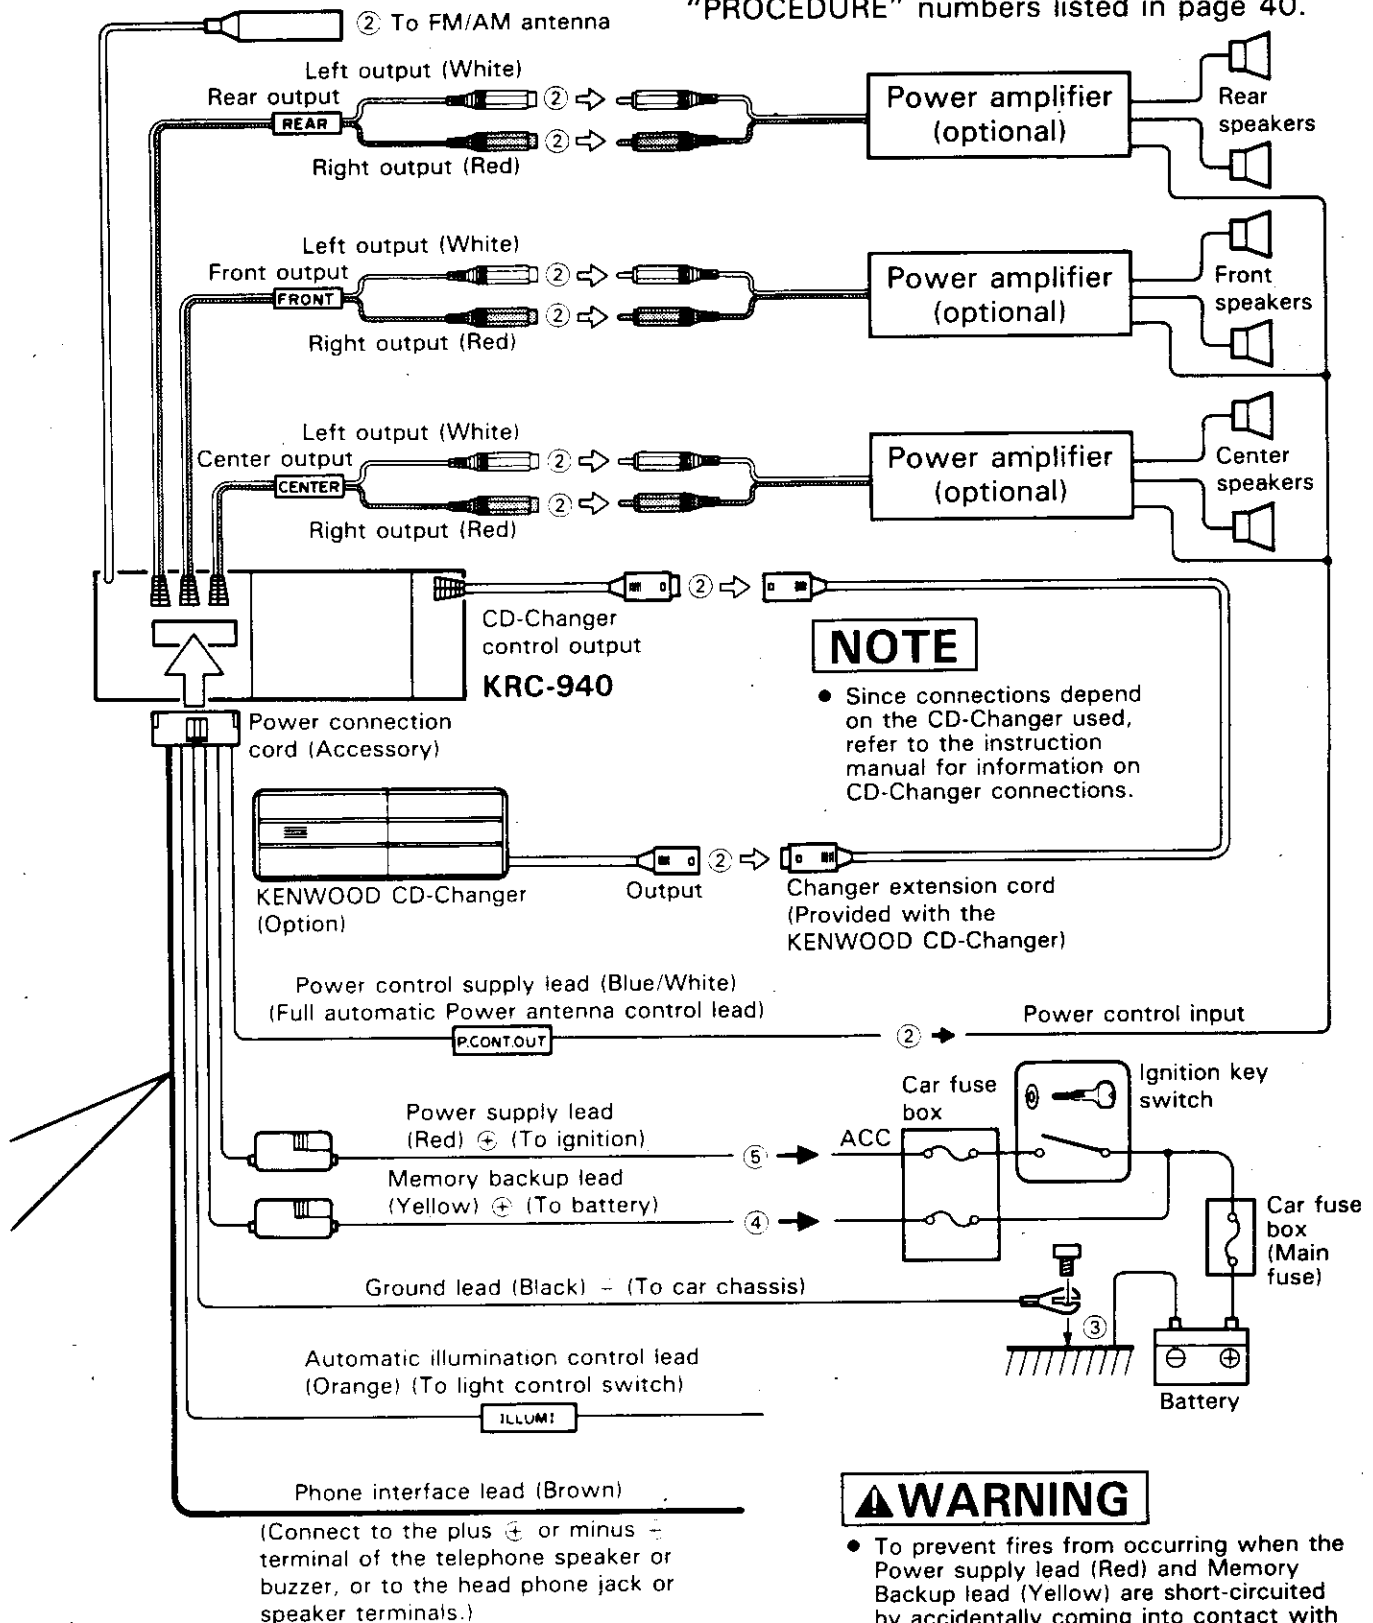 "PROCEDURE" numbers listed in page 40.
② To FM/AM antenna
Left output (White)
Rear output
REAR
②
②
Right output (Red)
Power amplifier
(optional)
Rear
speakers
Left output (White)
Front output
FRONT
②
②
Right output (Red)
Power amplifier
(optional)
Front
speakers
Left output (White)
Center output
CENTER
②
②
Right output (Red)
Power amplifier
(optional)
Center
speakers
②
CD-Changer
control output
KRC-940
NOTE
● Since connections depend
on the CD-Changer used,
refer to the instruction
manual for information on
CD-Changer connections.
Power connection
cord (Accessory)
KENWOOD CD-Changer
(Option)
Output
②
Changer extension cord
(Provided with the
KENWOOD CD-Changer)
Power control supply lead (Blue/White)
(Full automatic Power antenna control lead)
P.CONT.OUT
②
Power control input
Power supply lead
(Red) ⊕ (To ignition)
⑤
ACC
Car fuse
box
Ignition key
switch
Memory backup lead
(Yellow) ⊕ (To battery)
④
Car fuse
box
(Main
fuse)
Ground lead (Black) - (To car chassis)
③
⊖ ⊕
Battery
Automatic illumination control lead
(Orange) (To light control switch)
ILLUMI
Phone interface lead (Brown)
(Connect to the plus ⊕ or minus -
terminal of the telephone speaker or
buzzer, or to the head phone jack or
speaker terminals.)
WARNING
● To prevent fires from occurring when the
Power supply lead (Red) and Memory
Backup lead (Yellow) are short-circuited
by accidentally coming into contact with